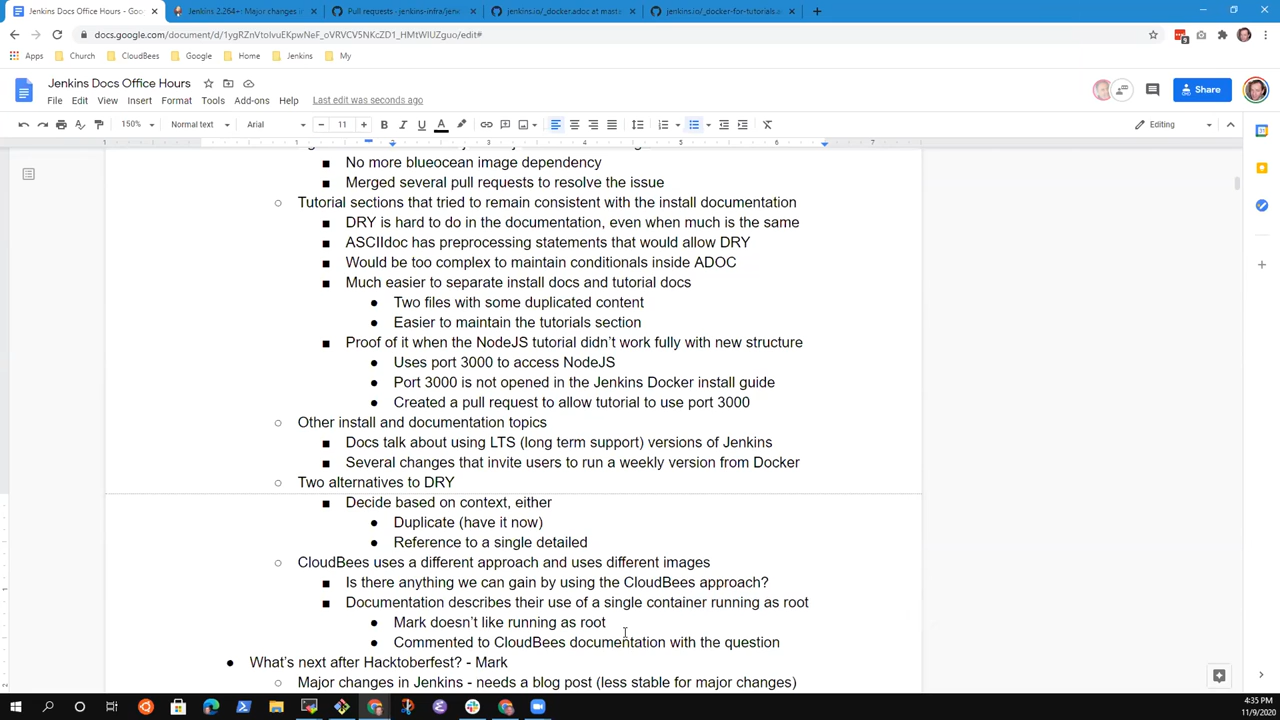 Jenkins Docs Office Hours - Goo
Jenkins 2.264+: Major changes in
Pull requests · jenkins-infra/jenk
jenkins.io/_docker.adoc at maste
jenkins.io/_docker-for-tutorials.a
docs.google.com/document/d/1ygRZnVtoIvuEKpwNeF_oVRVCV5NKcZD1_HMtWIUZguo/edit#
Apps
Church
CloudBees
Google
Home
Jenkins
My
Jenkins Docs Office Hours
File Edit View Insert Format Tools Add-ons Help Last edit was seconds ago
Share
150% Normal text Arial 11 Editing
1 1 2 3 4 5 6 7
No more blueocean image dependency
Merged several pull requests to resolve the issue
Tutorial sections that tried to remain consistent with the install documentation
DRY is hard to do in the documentation, even when much is the same
ASCIIdoc has preprocessing statements that would allow DRY
Would be too complex to maintain conditionals inside ADOC
Much easier to separate install docs and tutorial docs
Two files with some duplicated content
Easier to maintain the tutorials section
Proof of it when the NodeJS tutorial didn't work fully with new structure
Uses port 3000 to access NodeJS
Port 3000 is not opened in the Jenkins Docker install guide
Created a pull request to allow tutorial to use port 3000
Other install and documentation topics
Docs talk about using LTS (long term support) versions of Jenkins
Several changes that invite users to run a weekly version from Docker
Two alternatives to DRY
Decide based on context, either
Duplicate (have it now)
Reference to a single detailed
CloudBees uses a different approach and uses different images
Is there anything we can gain by using the CloudBees approach?
Documentation describes their use of a single container running as root
Mark doesn't like running as root
Commented to CloudBees documentation with the question
What's next after Hacktoberfest? - Mark
Major changes in Jenkins - needs a blog post (less stable for major changes)
4:35 PM
11/9/2020